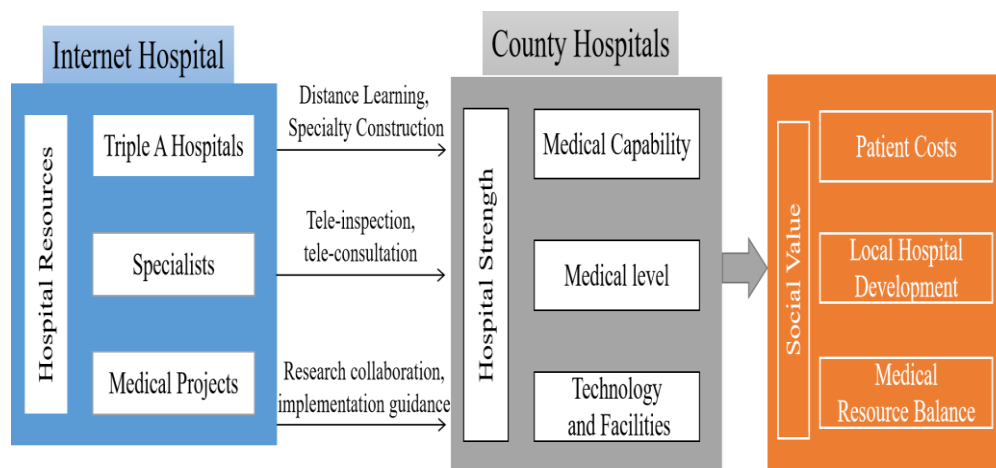 Internet Hospital
Hospital Resources
Triple A Hospitals
Specialists
Medical Projects
Distance Learning,
Specialty Construction
Tele-inspection,
tele-consultation
Research collaboration,
implementation guidance
County Hospitals
Hospital Strength
Medical Capability
Medical level
Technology
and Facilities
Social Value
Patient Costs
Local Hospital
Development
Medical
Resource Balance